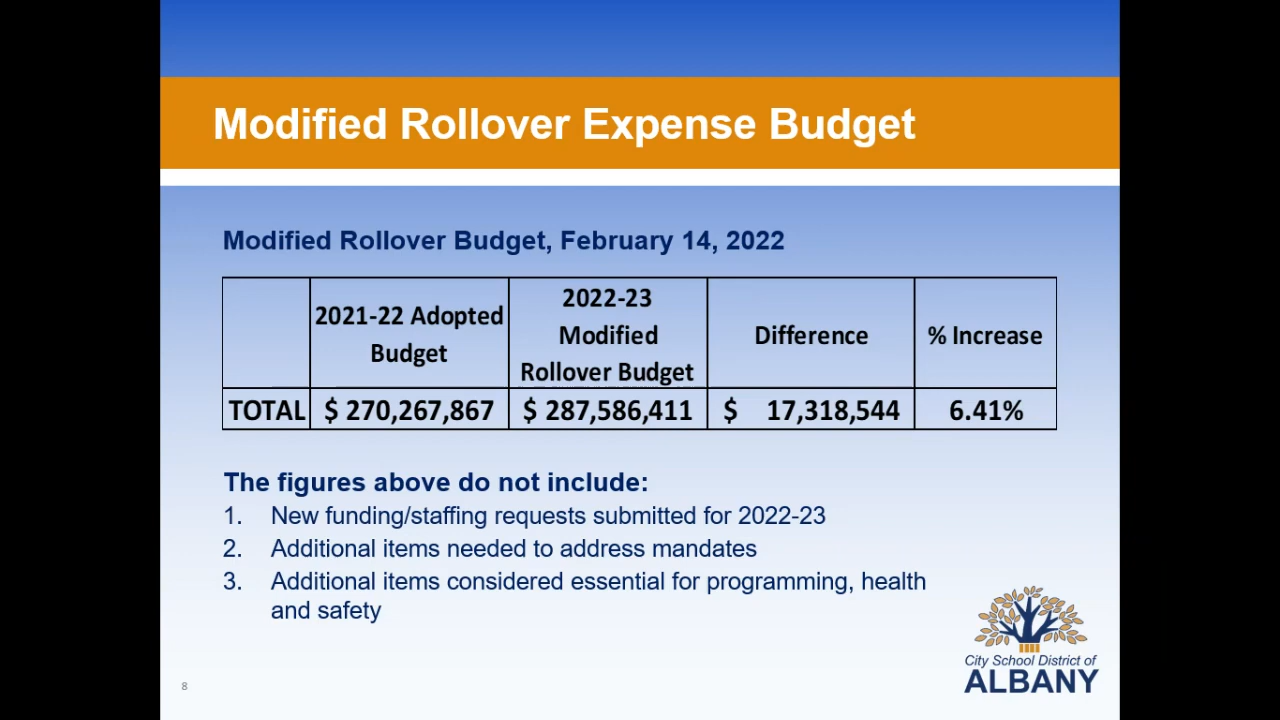 Modified Rollover Expense Budget
Modified Rollover Budget, February 14, 2022
2021-22 Adopted Budget
2022-23 Modified Rollover Budget
Difference
% Increase
TOTAL $ 270,267,867 $ 287,586,411 $ 17,318,544 6.41%
The figures above do not include:
1. New funding/staffing requests submitted for 2022-23
2. Additional items needed to address mandates
3. Additional items considered essential for programming, health
and safety
City School District of
ALBANY
8